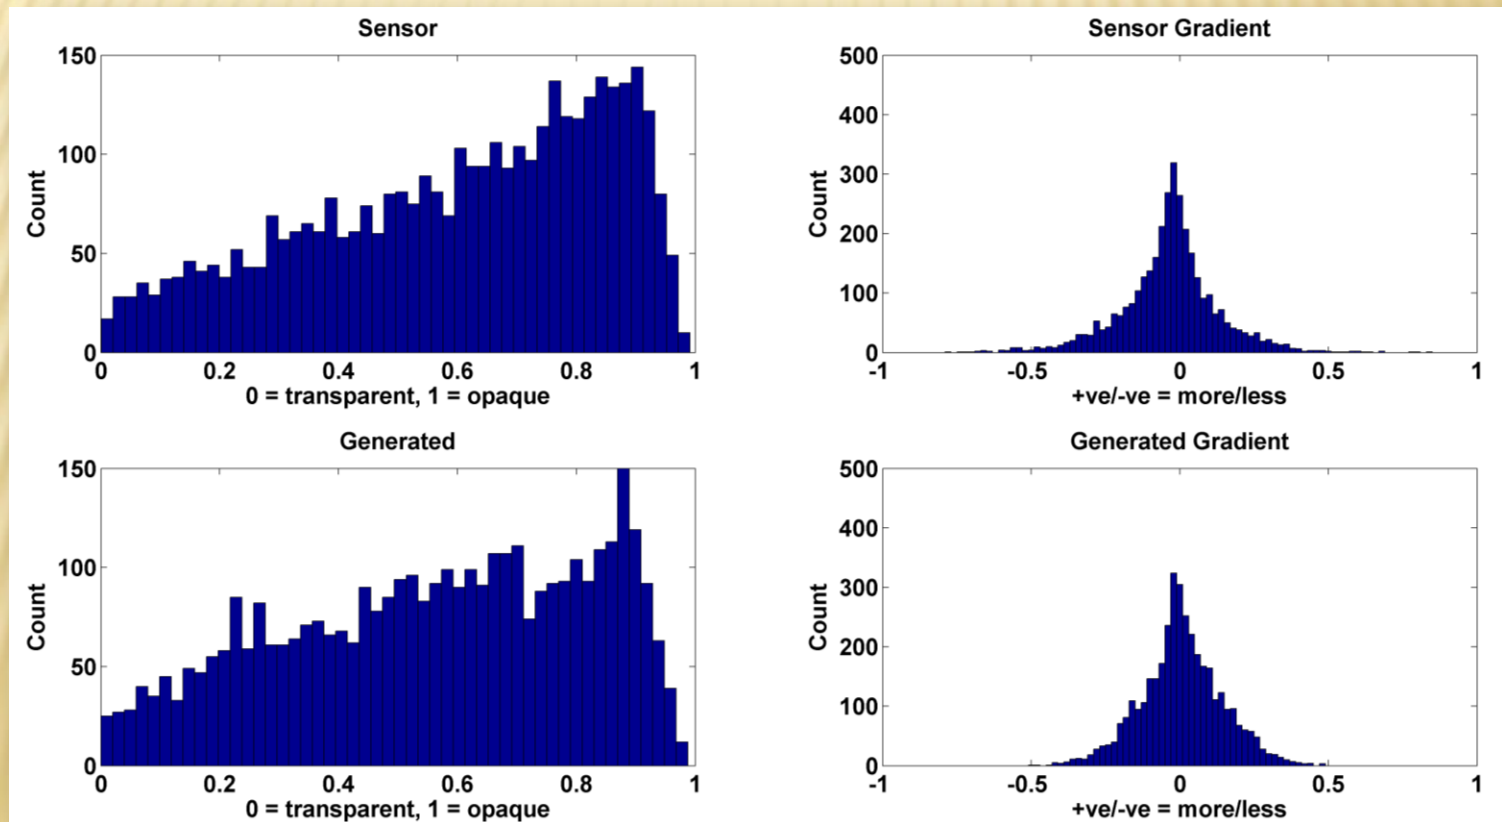 Sensor
150
100
50
0
Count
0 0.2 0.4 0.6 0.8 1
0 = transparent, 1 = opaque
Sensor Gradient
500
400
300
200
100
0
Count
-1 -0.5 0 0.5 1
+ve/-ve = more/less
Generated
150
100
50
0
Count
0 0.2 0.4 0.6 0.8 1
0 = transparent, 1 = opaque
Generated Gradient
500
400
300
200
100
0
Count
-1 -0.5 0 0.5 1
+ve/-ve = more/less